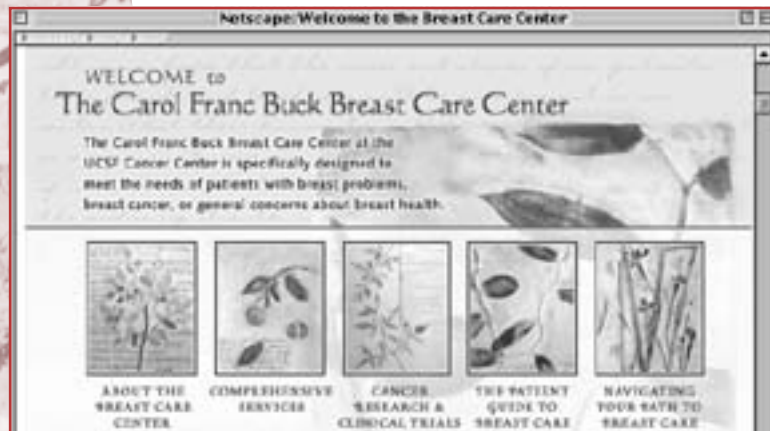 Netscape: Welcome to the Breast Care Center
WELCOME to
The Carol Franc Buck Breast Care Center
The Carol Franc Buck Breast Care Center at the
UCSF Cancer Center is specifically designed to
meet the needs of patients with breast problems,
breast cancer, or general concerns about breast health.
ABOUT THE
BREAST CARE
CENTER
COMPREHENSIVE
SERVICES
CANCER
RESEARCH &
CLINICAL TRIALS
THE PATIENT
GUIDE TO
BREAST CARE
NAVIGATING
YOUR PATH TO
BREAST CARE